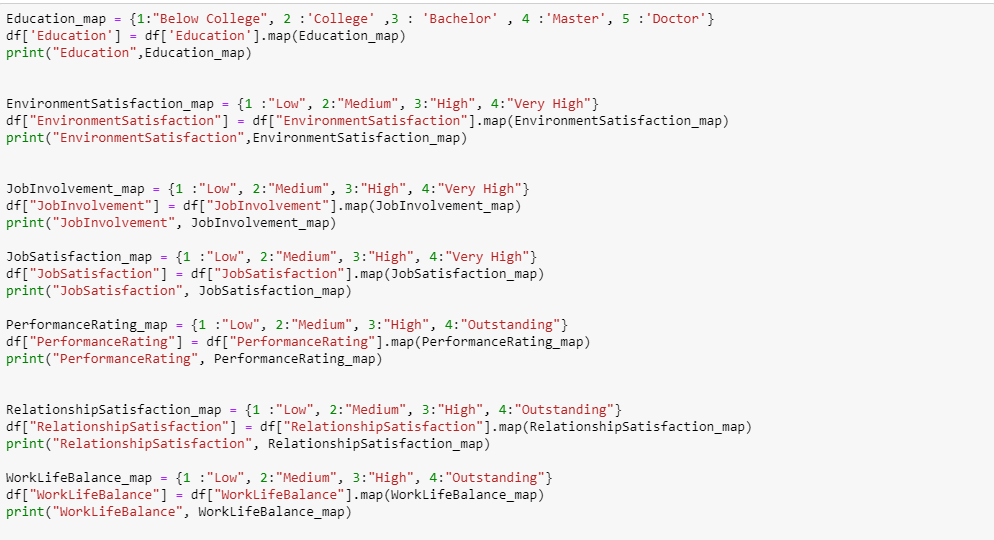 Education_map = {1:"Below College", 2 :'College' ,3 : 'Bachelor' , 4 :'Master', 5 :'Doctor'}
df['Education'] = df['Education'].map(Education_map)
print("Education",Education_map)
EnvironmentSatisfaction_map = {1 :"Low", 2:"Medium", 3:"High", 4:"Very High"}
df["EnvironmentSatisfaction"] = df["EnvironmentSatisfaction"].map(EnvironmentSatisfaction_map)
print("EnvironmentSatisfaction",EnvironmentSatisfaction_map)
JobInvolvement_map = {1 :"Low", 2:"Medium", 3:"High", 4:"Very High"}
df["JobInvolvement"] = df["JobInvolvement"].map(JobInvolvement_map)
print("JobInvolvement", JobInvolvement_map)
JobSatisfaction_map = {1 :"Low", 2:"Medium", 3:"High", 4:"Very High"}
df["JobSatisfaction"] = df["JobSatisfaction"].map(JobSatisfaction_map)
print("JobSatisfaction", JobSatisfaction_map)
PerformanceRating_map = {1 :"Low", 2:"Medium", 3:"High", 4:"Outstanding"}
df["PerformanceRating"] = df["PerformanceRating"].map(PerformanceRating_map)
print("PerformanceRating", PerformanceRating_map)
RelationshipSatisfaction_map = {1 :"Low", 2:"Medium", 3:"High", 4:"Outstanding"}
df["RelationshipSatisfaction"] = df["RelationshipSatisfaction"].map(RelationshipSatisfaction_map)
print("RelationshipSatisfaction", RelationshipSatisfaction_map)
WorkLifeBalance_map = {1 :"Low", 2:"Medium", 3:"High", 4:"Outstanding"}
df["WorkLifeBalance"] = df["WorkLifeBalance"].map(WorkLifeBalance_map)
print("WorkLifeBalance", WorkLifeBalance_map)